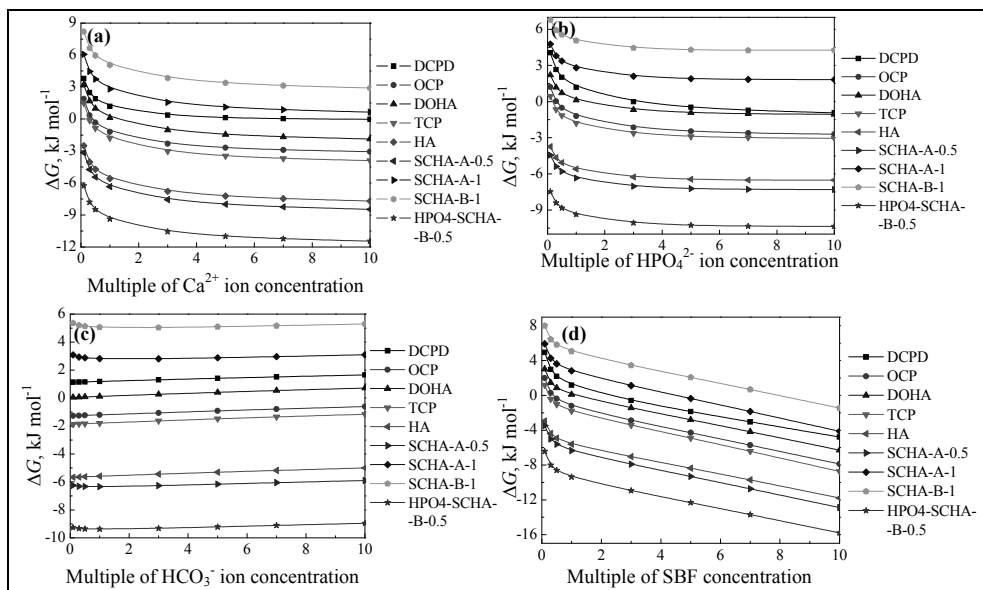 (a)
ΔG, kJ mol⁻¹
9
6
3
0
-3
-6
-9
-12
0 2 4 6 8 10
Multiple of Ca²⁺ ion concentration
DCPD
OCP
DOHA
TCP
HA
SCHA-A-0.5
SCHA-A-1
SCHA-B-1
HPO4-SCHA-
-B-0.5
(b)
ΔG, kJ mol⁻¹
6
3
0
-3
-6
-9
0 2 4 6 8 10
Multiple of HPO₄²⁻ ion concentration
DCPD
OCP
DOHA
TCP
HA
SCHA-A-0.5
SCHA-A-1
SCHA-B-1
HPO4-SCHA-
-B-0.5
(c)
ΔG, kJ mol⁻¹
6
4
2
0
-2
-4
-6
-8
-10
0 2 4 6 8 10
Multiple of HCO₃⁻ ion concentration
DCPD
OCP
DOHA
TCP
HA
SCHA-A-0.5
SCHA-A-1
SCHA-B-1
HPO4-SCHA-
-B-0.5
(d)
ΔG, kJ mol⁻¹
8
4
0
-4
-8
-12
-16
0 2 4 6 8 10
Multiple of SBF concentration
DCPD
OCP
DOHA
TCP
HA
SCHA-A-0.5
SCHA-A-1
SCHA-B-1
HPO4-SCHA-
-B-0.5